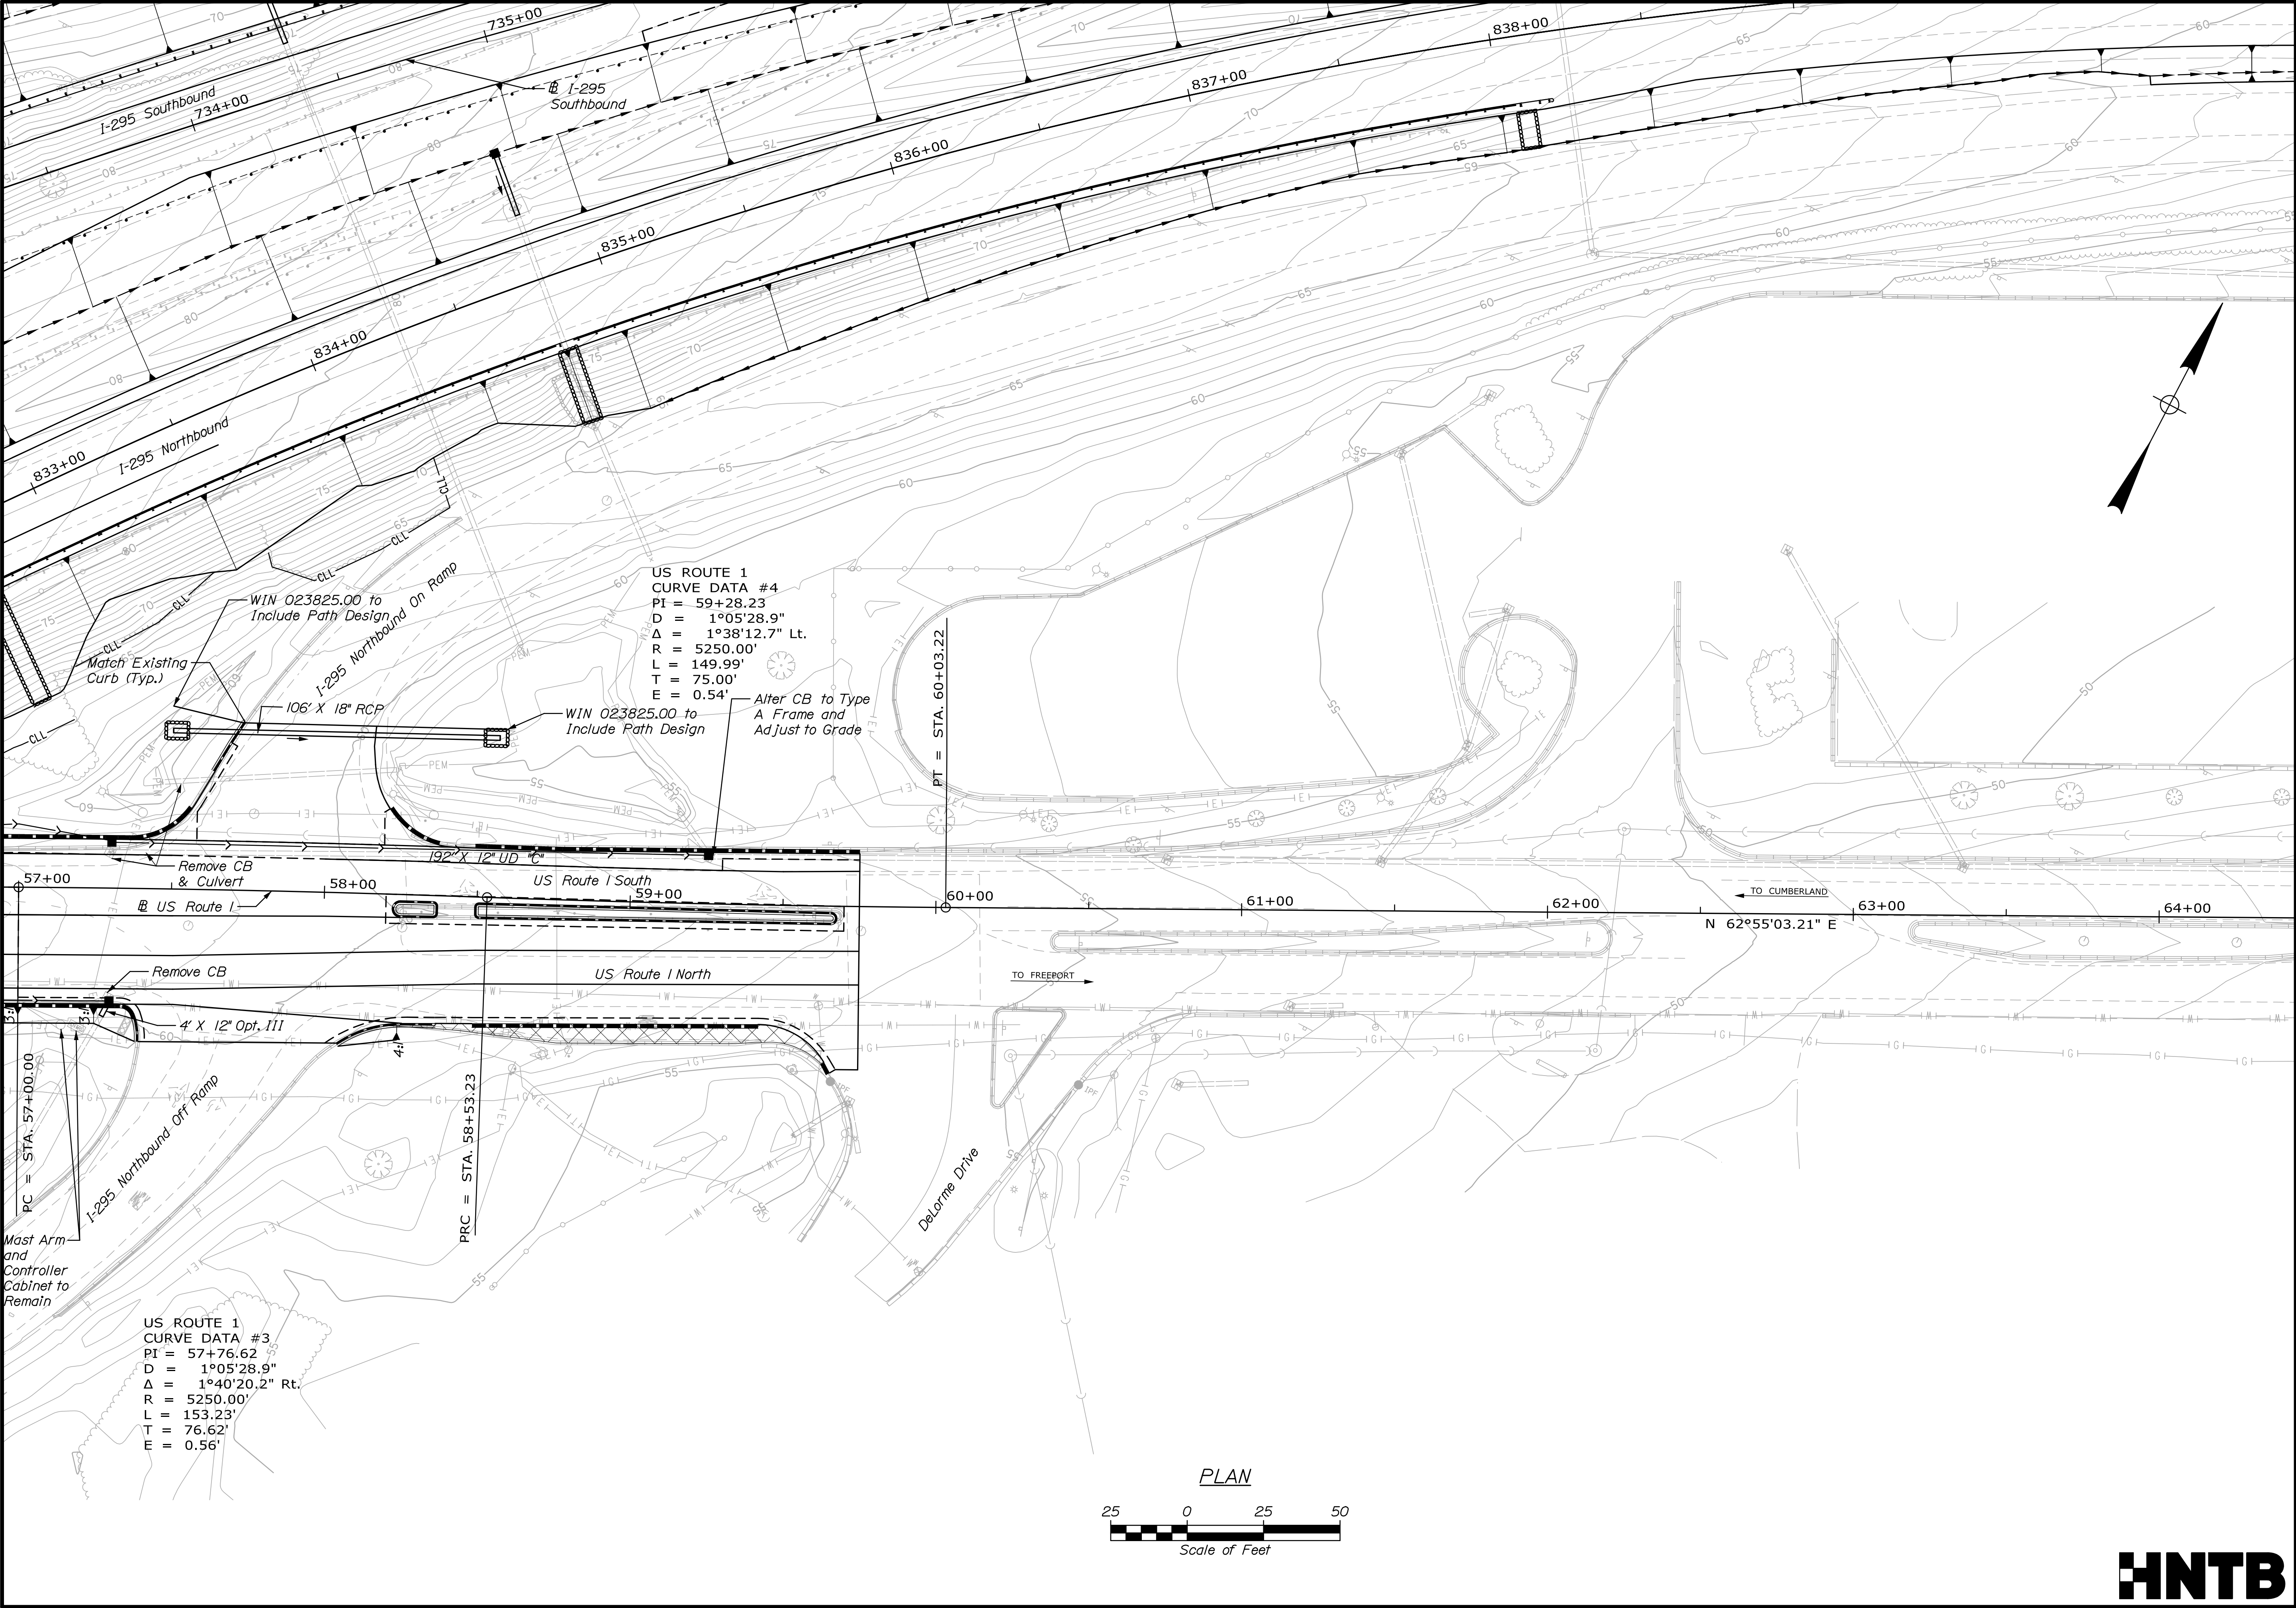 735+00
838+00
837+00
℄ I-295
Southbound
I-295 Southbound
734+00
836+00
835+00
834+00
833+00
I-295 Northbound
CLL
CLL
CLL
CLL
CLL
CLL
I-295 Northbound On Ramp
WIN 023825.00 to
Include Path Design
Match Existing
Curb (Typ.)
106' X 18" RCP
WIN 023825.00 to
Include Path Design
US ROUTE 1
CURVE DATA #4
PI = 59+28.23
D = 1°05'28.9"
Δ = 1°38'12.7" Lt.
R = 5250.00'
L = 149.99'
T = 75.00'
E = 0.54'
Alter CB to Type
A Frame and
Adjust to Grade
PT = STA. 60+03.22
192' X 12" UD "C"
Remove CB
& Culvert
57+00
58+00
US Route 1 South
59+00
60+00
61+00
62+00
63+00
64+00
TO CUMBERLAND
N 62°55'03.21" E
℄ US Route 1
Remove CB
US Route 1 North
TO FREEPORT
4' X 12" Opt. III
PC = STA. 57+00.00
PRC = STA. 58+53.23
I-295 Northbound Off Ramp
DeLorme Drive
IPF
IPF
Mast Arm
and
Controller
Cabinet to
Remain
US ROUTE 1
CURVE DATA #3
PI = 57+76.62
D = 1°05'28.9"
Δ = 1°40'20.2" Rt.
R = 5250.00'
L = 153.23'
T = 76.62'
E = 0.56'
PLAN
25 0 25 50
Scale of Feet
HNTB